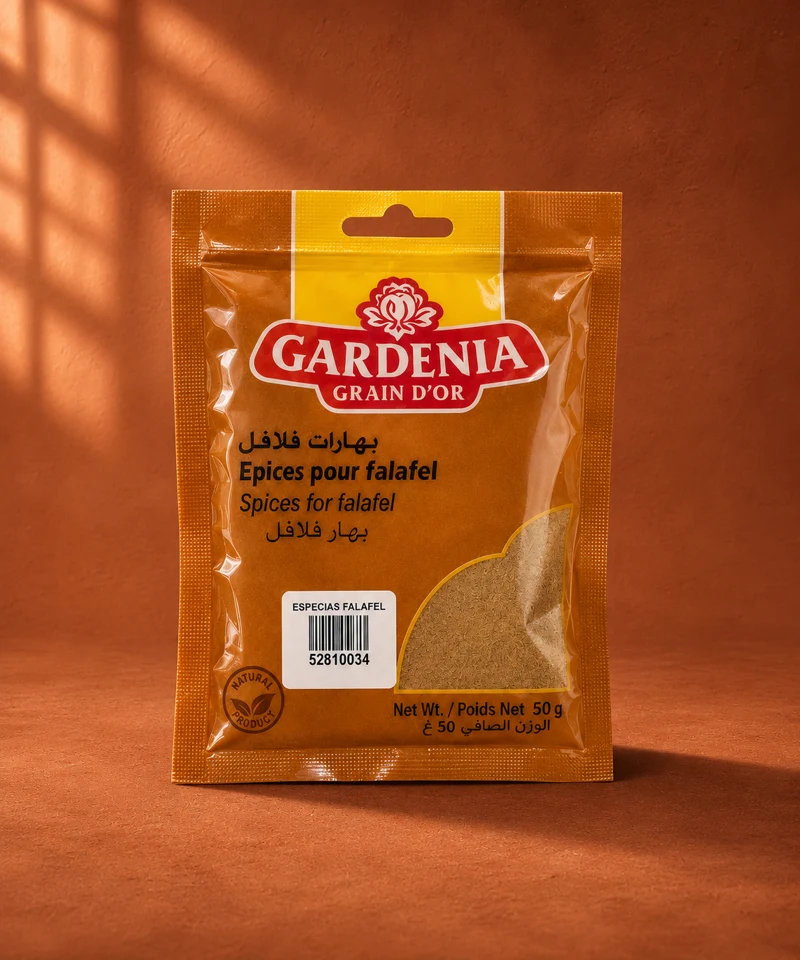 GARDENIA
GRAIN D'OR
بهارات فلافل
Epices pour falafel
Spices for falafel
بهار فلافل
ESPECIAS FALAFEL
52810034
NATURAL
PRODUCT
Net Wt. / Poids Net 50 g
الوزن الصافي 50 غ